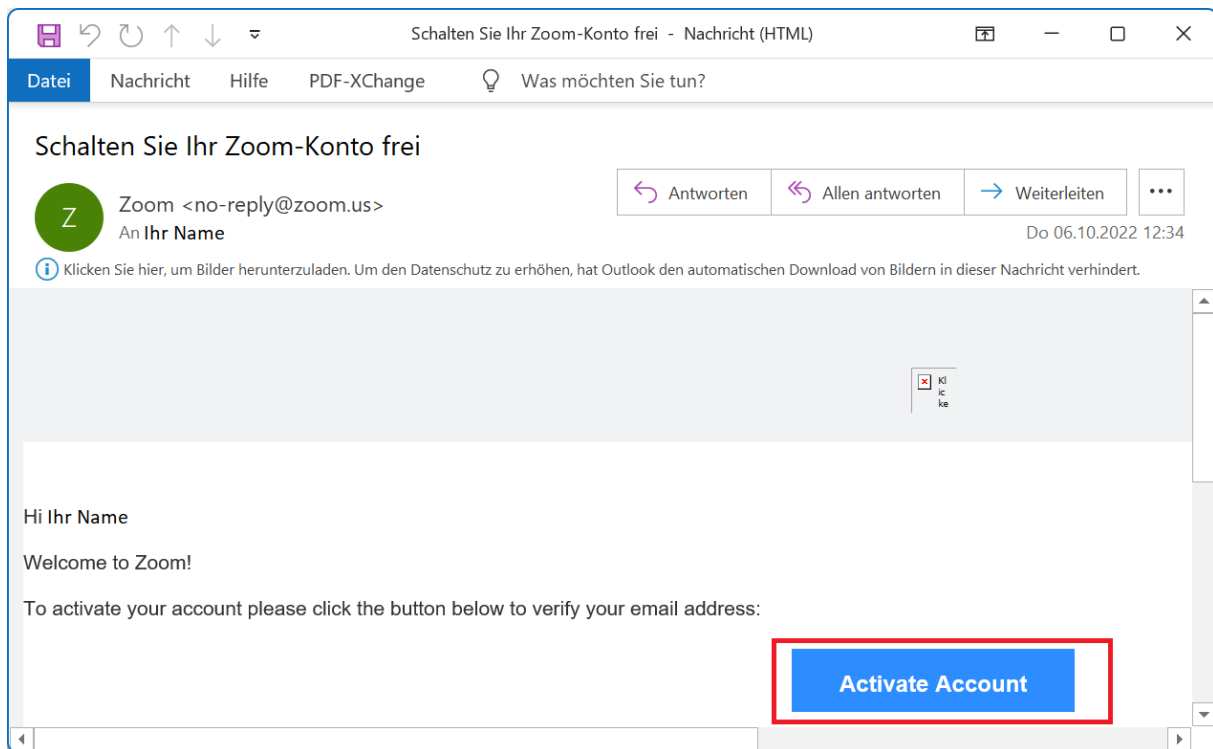 Schalten Sie Ihr Zoom-Konto frei - Nachricht (HTML)
Datei Nachricht Hilfe PDF-XChange Was möchten Sie tun?
Schalten Sie Ihr Zoom-Konto frei
Z
Zoom <no-reply@zoom.us>
An Ihr Name
Antworten Allen antworten Weiterleiten
Do 06.10.2022 12:34
Klicken Sie hier, um Bilder herunterzuladen. Um den Datenschutz zu erhöhen, hat Outlook den automatischen Download von Bildern in dieser Nachricht verhindert.
Kl
ic
ke
Hi Ihr Name
Welcome to Zoom!
To activate your account please click the button below to verify your email address:
Activate Account